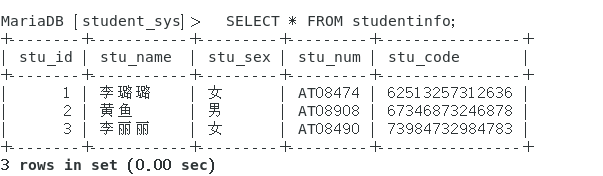 MariaDB [student_sys]> SELECT * FROM studentinfo;
+--------+----------+---------+---------+----------------+
| stu_id | stu_name | stu_sex | stu_num | stu_code |
+--------+----------+---------+---------+----------------+
| 1 | 李璐璐 | 女 | AT08474 | 62513257312636 |
| 2 | 黄鱼 | 男 | AT08908 | 67346873246878 |
| 3 | 李丽丽 | 女 | AT08490 | 73984732984783 |
+--------+----------+---------+---------+----------------+
3 rows in set (0.00 sec)